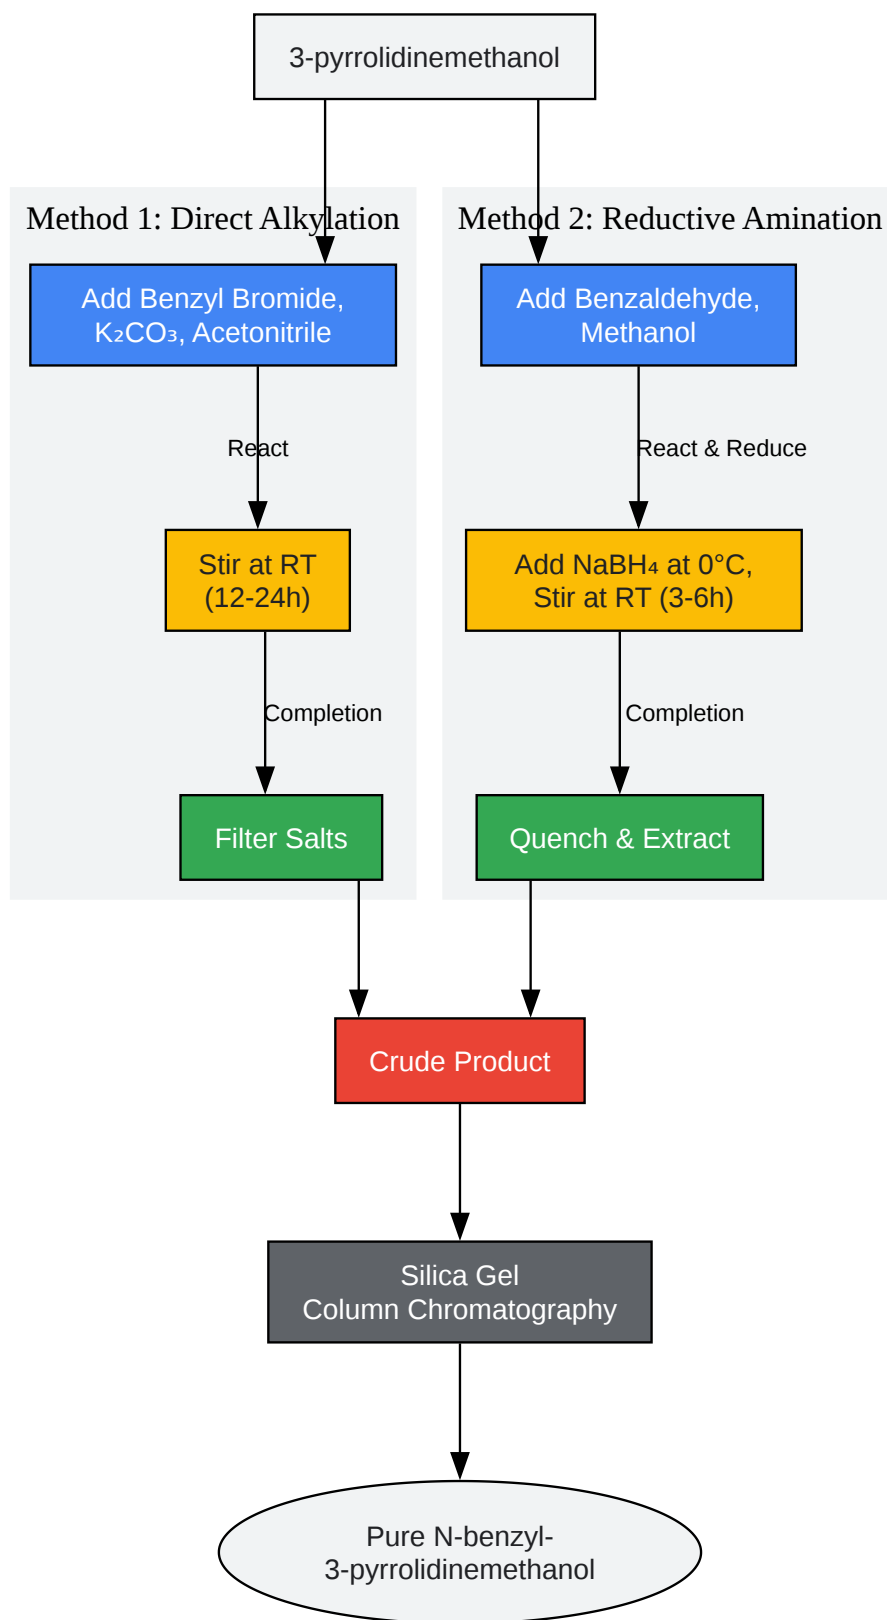 3-pyrrolidinemethanol
Method 1: Direct Alkylation
Add Benzyl Bromide,
K₂CO₃, Acetonitrile
React
Stir at RT
(12-24h)
Completion
Filter Salts
Method 2: Reductive Amination
Add Benzaldehyde,
Methanol
React & Reduce
Add NaBH₄ at 0°C,
Stir at RT (3-6h)
Completion
Quench & Extract
Crude Product
Silica Gel
Column Chromatography
Pure N-benzyl-
3-pyrrolidinemethanol